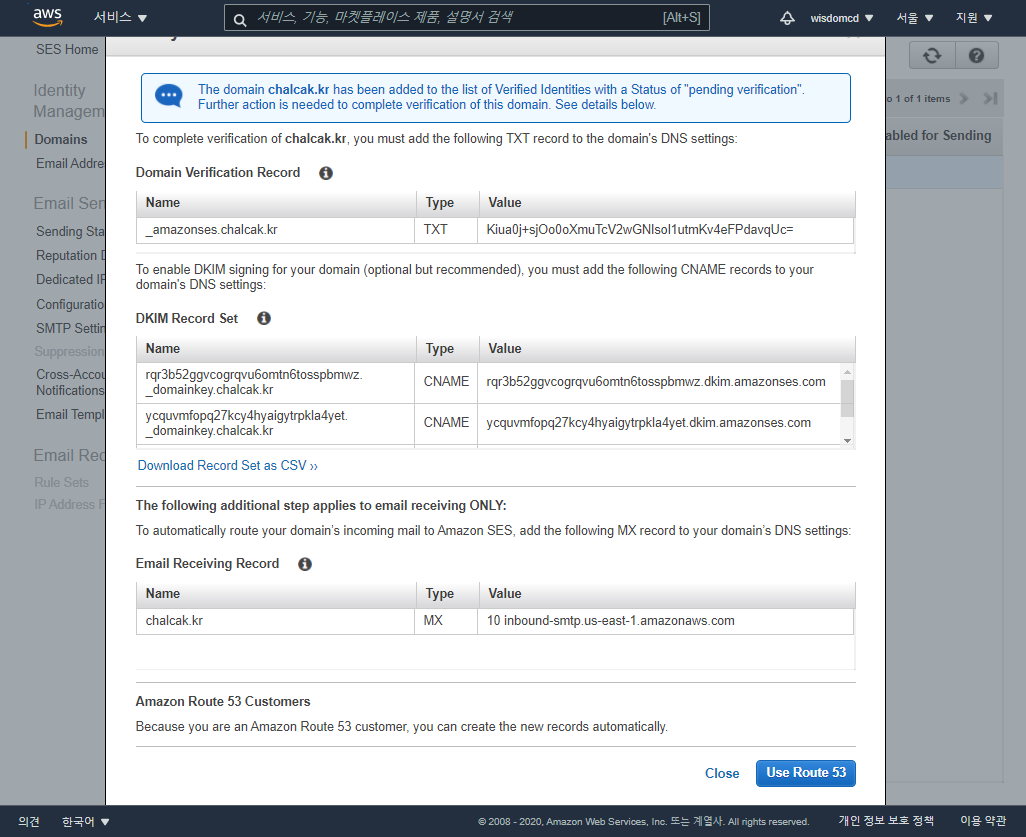 aws 서비스 서비스, 기능, 마켓플레이스 제품, 설명서 검색 [Alt+S] wisdomcd 서울 지원
SES Home
Identity
Managem
Domains
Email Addre
Email Sen
Sending Sta
Reputation D
Dedicated IP
Configuratio
SMTP Settin
Suppression
Cross-Accou
Notifications
Email Templ
Email Rec
Rule Sets
IP Address F
o 1 of 1 items
abled for Sending
The domain chalcak.kr has been added to the list of Verified Identities with a Status of "pending verification".
Further action is needed to complete verification of this domain. See details below.
To complete verification of chalcak.kr, you must add the following TXT record to the domain's DNS settings:
Domain Verification Record
Name Type Value
_amazonses.chalcak.kr TXT Kiua0j+sjOo0oXmuTcV2wGNIsoI1utmKv4eFPdavqUc=
To enable DKIM signing for your domain (optional but recommended), you must add the following CNAME records to your
domain's DNS settings:
DKIM Record Set
Name Type Value
rqr3b52ggvcogrqvu6omtn6tosspbmwz.
_domainkey.chalcak.kr CNAME rqr3b52ggvcogrqvu6omtn6tosspbmwz.dkim.amazonses.com
ycquvmfopq27kcy4hyaigytrpkla4yet.
_domainkey.chalcak.kr CNAME ycquvmfopq27kcy4hyaigytrpkla4yet.dkim.amazonses.com
Download Record Set as CSV ››
The following additional step applies to email receiving ONLY:
To automatically route your domain's incoming mail to Amazon SES, add the following MX record to your domain's DNS settings:
Email Receiving Record
Name Type Value
chalcak.kr MX 10 inbound-smtp.us-east-1.amazonaws.com
Amazon Route 53 Customers
Because you are an Amazon Route 53 customer, you can create the new records automatically.
Close Use Route 53
의견 한국어 © 2008 - 2020, Amazon Web Services, Inc. 또는 계열사. All rights reserved. 개인 정보 보호 정책 이용 약관